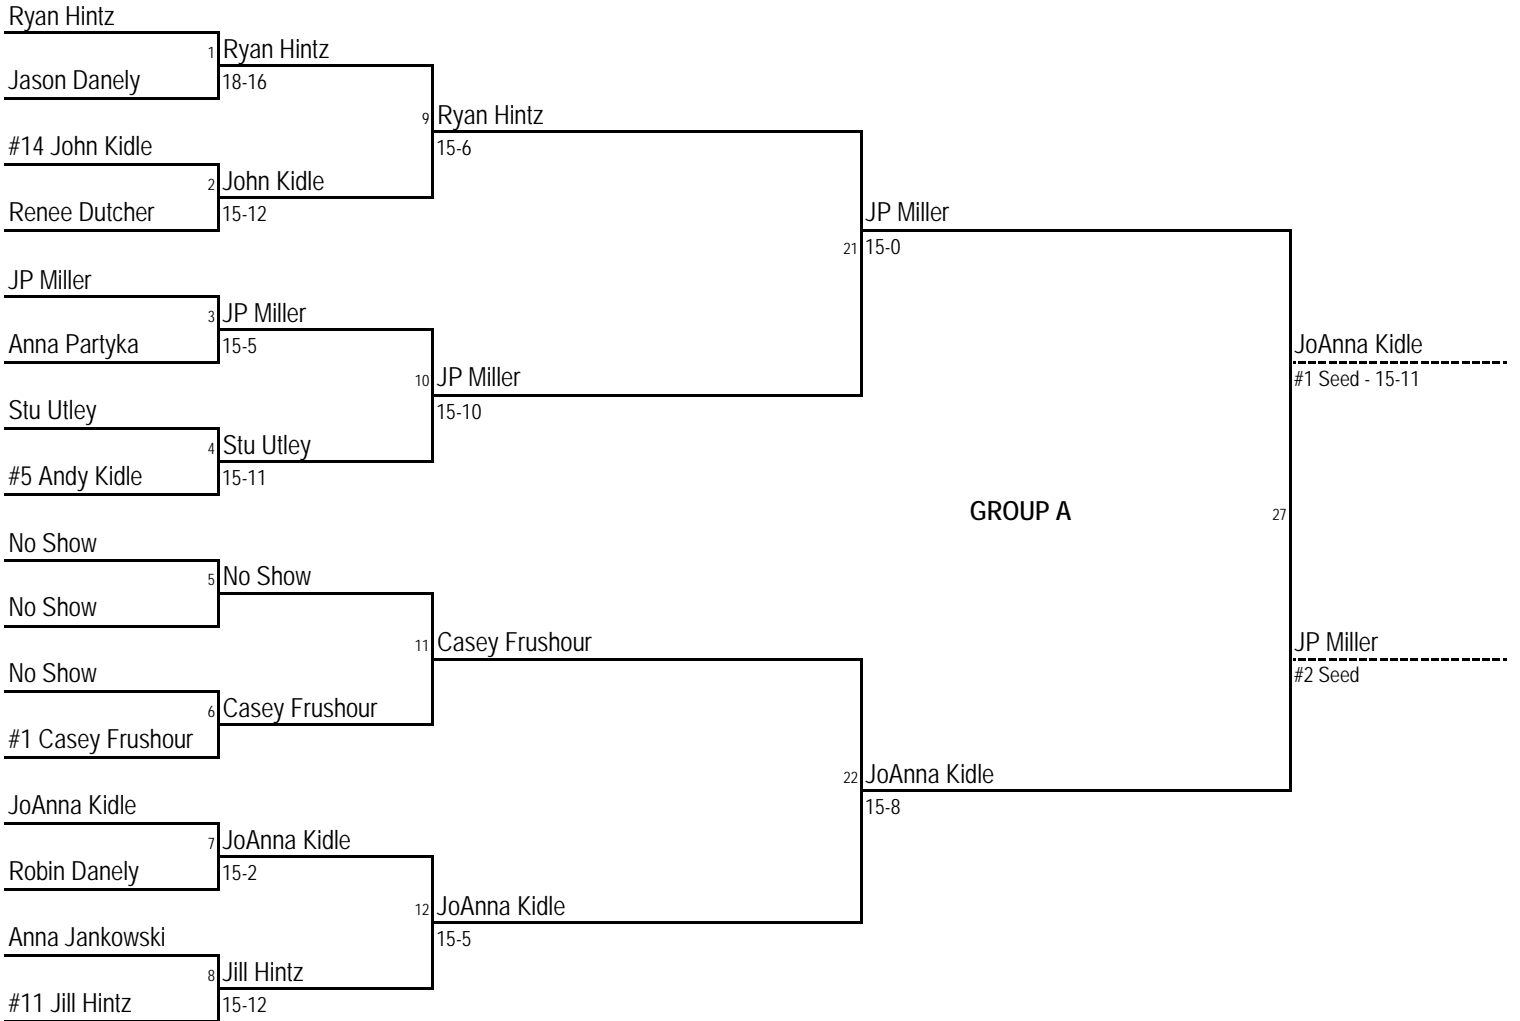 Ryan Hintz
1 Ryan Hintz
Jason Danely
18-16
9 Ryan Hintz
15-6
#14 John Kidle
2 John Kidle
Renee Dutcher
15-12
JP Miller
21 15-0
JP Miller
3 JP Miller
Anna Partyka
15-5
10 JP Miller
15-10
JoAnna Kidle
#1 Seed - 15-11
Stu Utley
4 Stu Utley
#5 Andy Kidle
15-11
GROUP A
27
No Show
5 No Show
No Show
11 Casey Frushour
JP Miller
#2 Seed
No Show
6 Casey Frushour
#1 Casey Frushour
22 JoAnna Kidle
15-8
JoAnna Kidle
7 JoAnna Kidle
Robin Danely
15-2
12 JoAnna Kidle
15-5
Anna Jankowski
8 Jill Hintz
#11 Jill Hintz
15-12